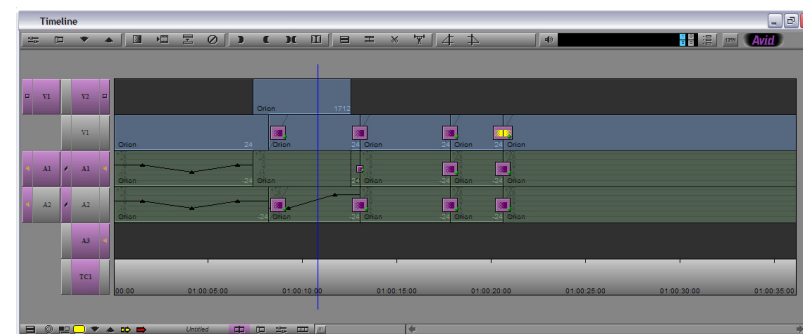 Timeline
Avid
V1 V2
Orion 1712
V1
Orion 24 Orion 24 Orion 24 Orion 24 Orion
A1 A1
Orion -24 Orion 24 Orion -24 Orion -24 Orion
A2 A2
Orion -24 Orion -24 Orion -24 Orion -24 Orion
A3
TC1
00:00 01:00:05:00 01:00:10:00 01:00:15:00 01:00:20:00 01:00:25:00 01:00:30:00 01:00:35:00
Untitled